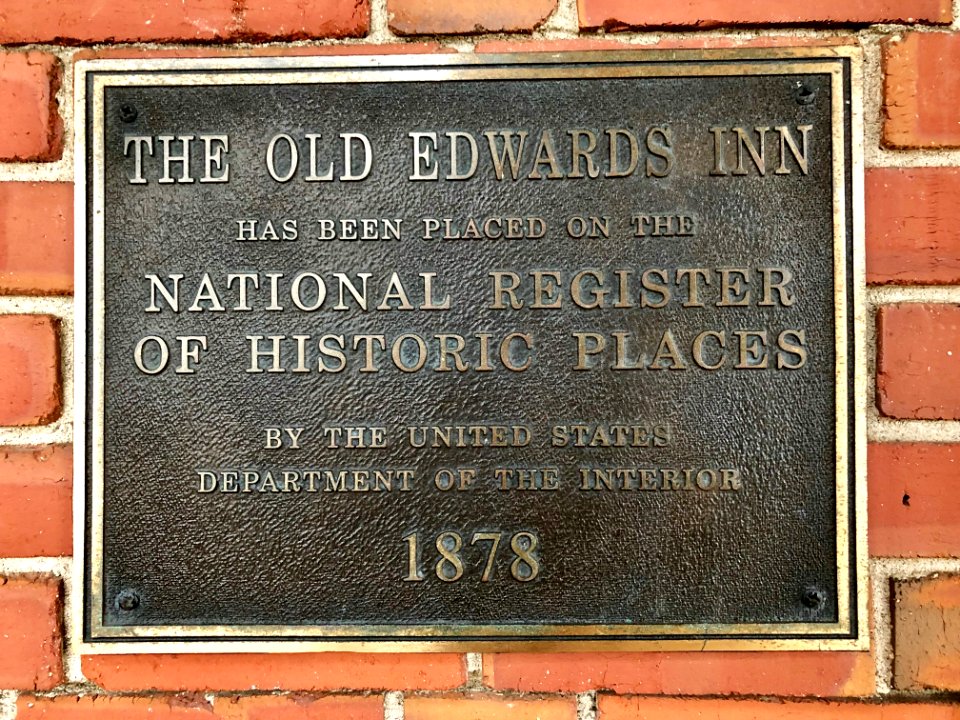 THE OLD EDWARDS INN
HAS BEEN PLACED ON THE
NATIONAL REGISTER
OF HISTORIC PLACES
BY THE UNITED STATES
DEPARTMENT OF THE INTERIOR
1878